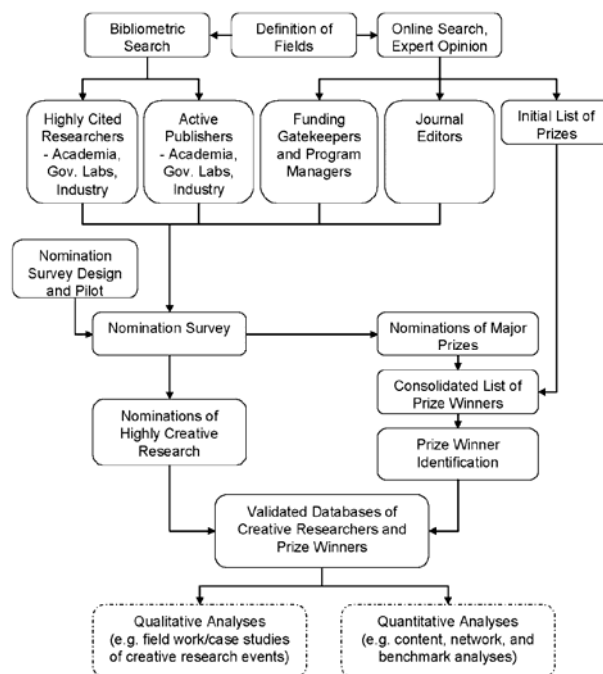 Bibliometric
Search
Definition of
Fields
Online Search,
Expert Opinion
Highly Cited
Researchers
- Academia,
Gov. Labs,
Industry
Active
Publishers
- Academia,
Gov. Labs,
Industry
Funding
Gatekeepers
and Program
Managers
Journal
Editors
Initial List of
Prizes
Nomination
Survey Design
and Pilot
Nomination Survey
Nominations of Major
Prizes
Consolidated List of
Prize Winners
Nominations of
Highly Creative
Research
Prize Winner
Identification
Validated Databases of
Creative Researchers and
Prize Winners
Qualitative Analyses
(e.g. field work/case studies
of creative research events)
Quantitative Analyses
(e.g. content, network, and
benchmark analyses)